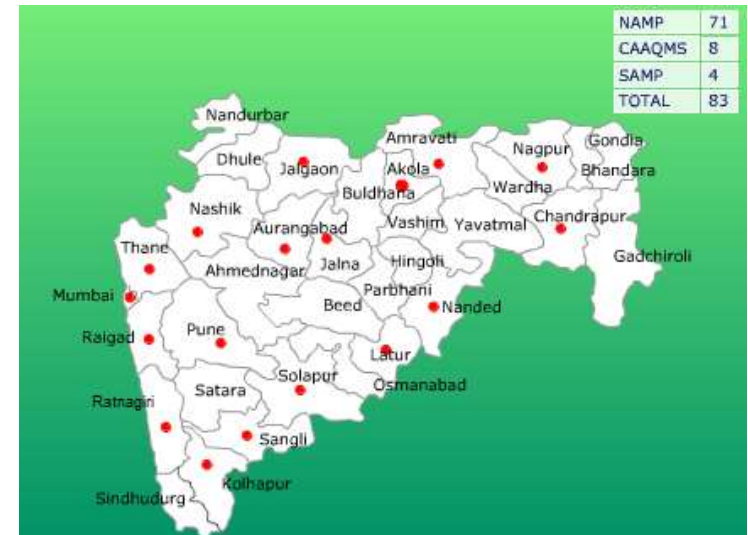 NAMP 71
CAAQMS 8
SAMP 4
TOTAL 83
Nandurbar
Amravati
Gondia
Nagpur
Dhule
Jalgaon
Akola
Bhandara
Wardha
Buldhana
Nashik
Chandrapur
Vashim
Yavatmal
Aurangabad
Thane
Gadchiroli
Hingoli
Jalna
Ahmednagar
Parbhani
Mumbai
Beed
Nanded
Pune
Raigad
Latur
Solapur
Osmanabad
Satara
Ratnagiri
Sangli
Kolhapur
Sindhudurg